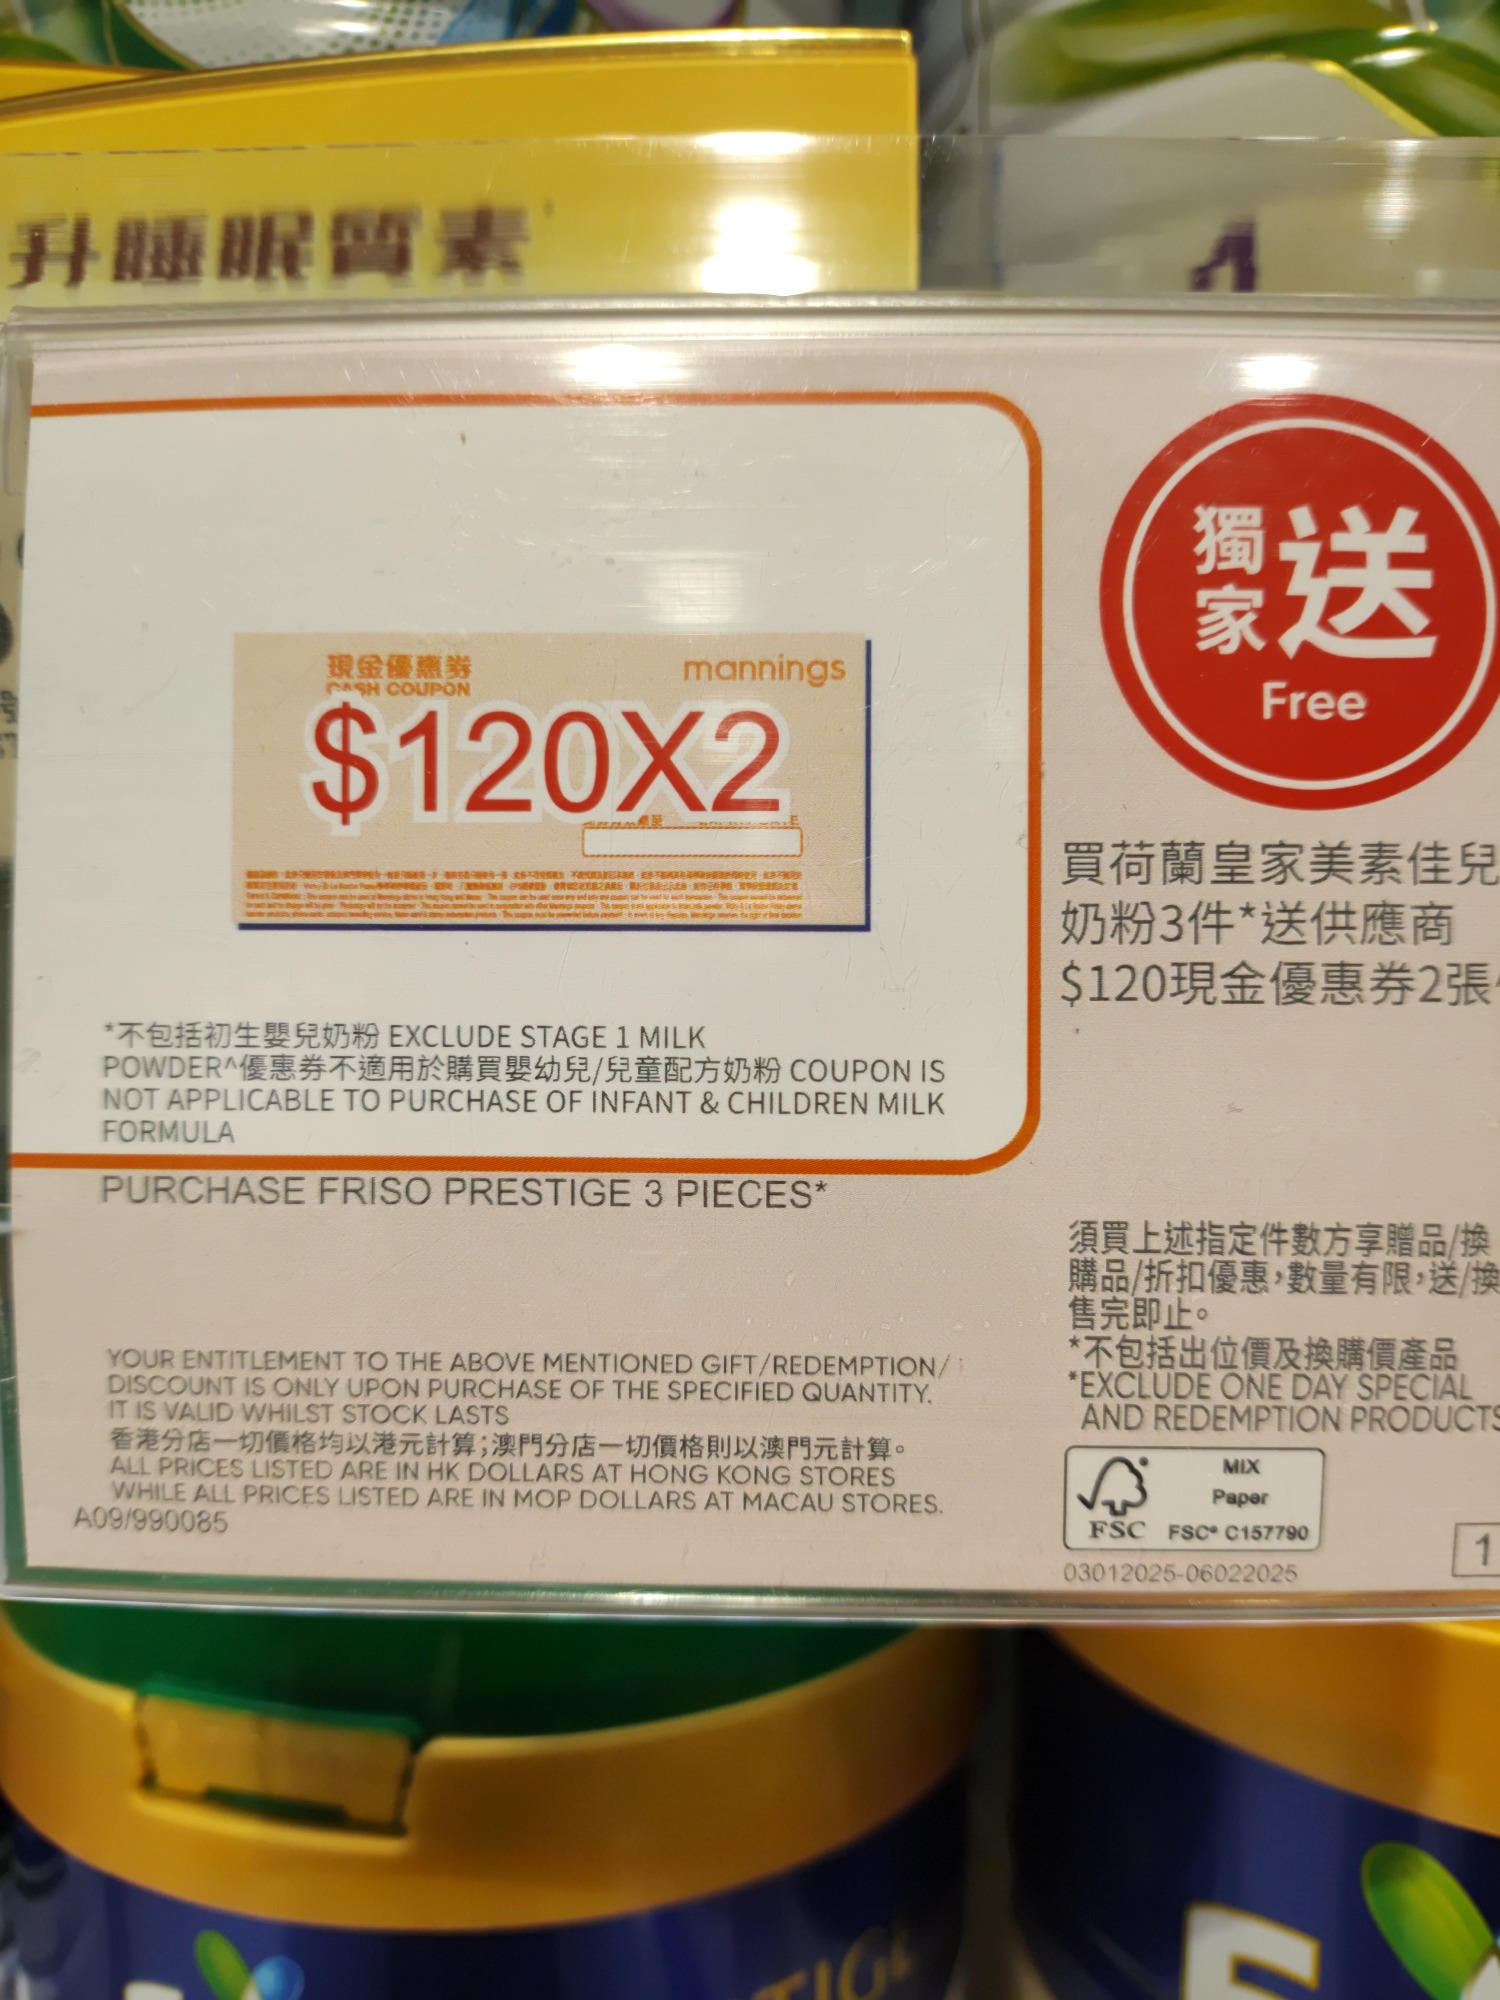 升睡眠質素
4
獨家 送
Free
現金優惠券
CASH COUPON
mannings
$120X2
買荷蘭皇家美素佳兒
奶粉3件*送供應商
$120現金優惠券2張^
*不包括初生嬰兒奶粉 EXCLUDE STAGE 1 MILK
POWDER^優惠券不適用於購買嬰幼兒/兒童配方奶粉 COUPON IS
NOT APPLICABLE TO PURCHASE OF INFANT & CHILDREN MILK
FORMULA
PURCHASE FRISO PRESTIGE 3 PIECES*
YOUR ENTITLEMENT TO THE ABOVE MENTIONED GIFT/REDEMPTION/
DISCOUNT IS ONLY UPON PURCHASE OF THE SPECIFIED QUANTITY.
IT IS VALID WHILST STOCK LASTS
香港分店一切價格均以港元計算;澳門分店一切價格則以澳門元計算。
ALL PRICES LISTED ARE IN HK DOLLARS AT HONG KONG STORES
WHILE ALL PRICES LISTED ARE IN MOP DOLLARS AT MACAU STORES.
A09/990085
須買上述指定件數方享贈品/換
購品/折扣優惠,數量有限,送/換
售完即止。
*不包括出位價及換購價產品
*EXCLUDE ONE DAY SPECIAL
AND REDEMPTION PRODUCTS
MIX
Paper
FSC FSC® C157790
03012025-06022025
1